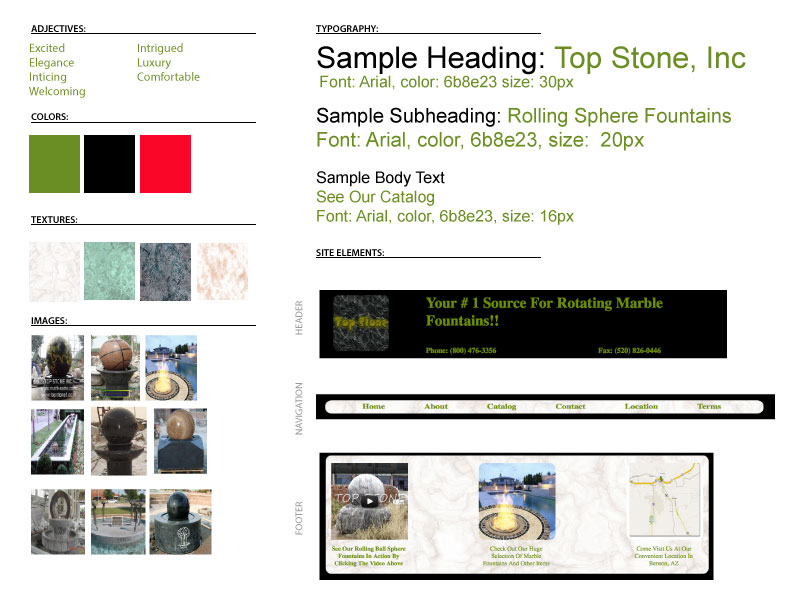 ADJECTIVES:
Excited
Elegance
Inticing
Welcoming
Intrigued
Luxury
Comfortable
COLORS:
TEXTURES:
IMAGES:
TOP STONE INC
TYPOGRAPHY:
Sample Heading: Top Stone, Inc
Font: Arial, color: 6b8e23 size: 30px
Sample Subheading: Rolling Sphere Fountains
Font: Arial, color, 6b8e23, size: 20px
Sample Body Text
See Our Catalog
Font: Arial, color, 6b8e23, size: 16px
SITE ELEMENTS:
HEADER
Top Stone
Your # 1 Source For Rotating Marble
Fountains!!
Phone: (800) 476-3356
Fax: (520) 826-0446
NAVIGATION
Home About Catalog Contact Location Terms
FOOTER
TOP STONE
See Our Rolling Ball Sphere
Fountains In Action By
Clicking The Video Above
Check Out Our Huge
Selection Of Marble
Fountains And Other Items
Come Visit Us At Our
Convenient Location In
Benson, AZ